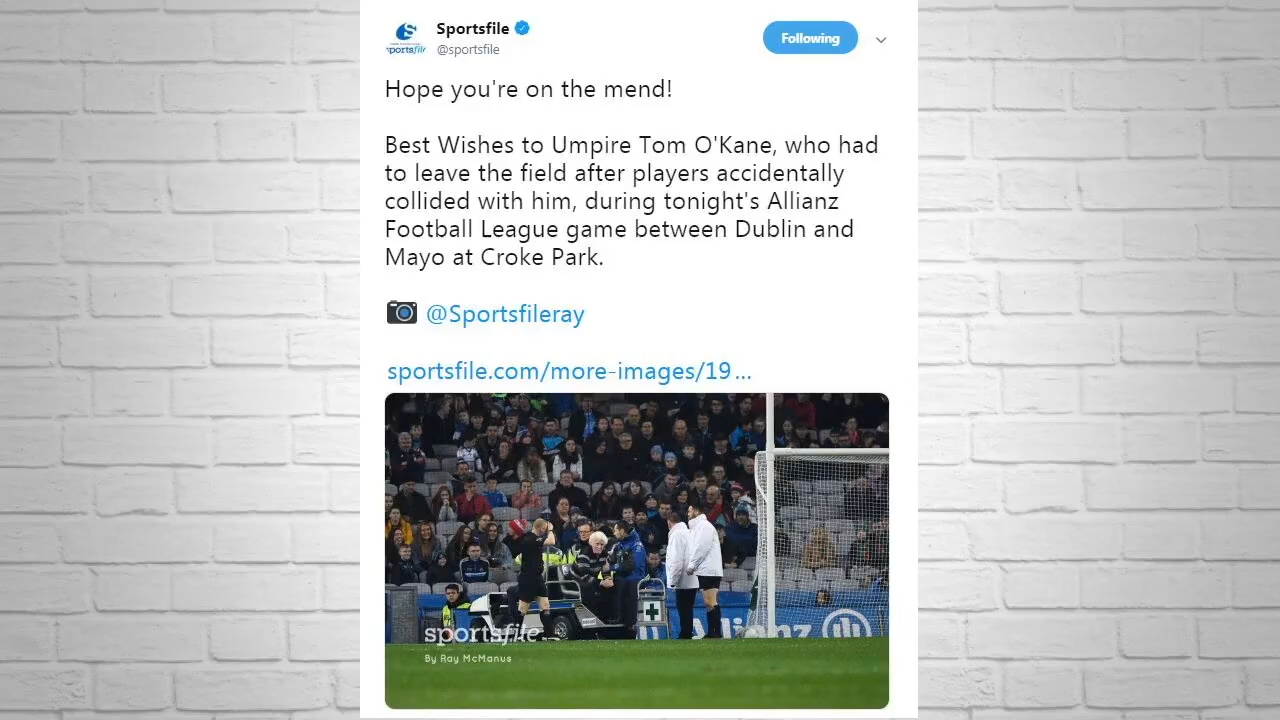 Sportsfile
@sportsfile
Following
Hope you're on the mend!
Best Wishes to Umpire Tom O'Kane, who had
to leave the field after players accidentally
collided with him, during tonight's Allianz
Football League game between Dublin and
Mayo at Croke Park.
@Sportsfileray
sportsfile.com/more-images/19…
sportsfile
By Ray McManus
Allianz